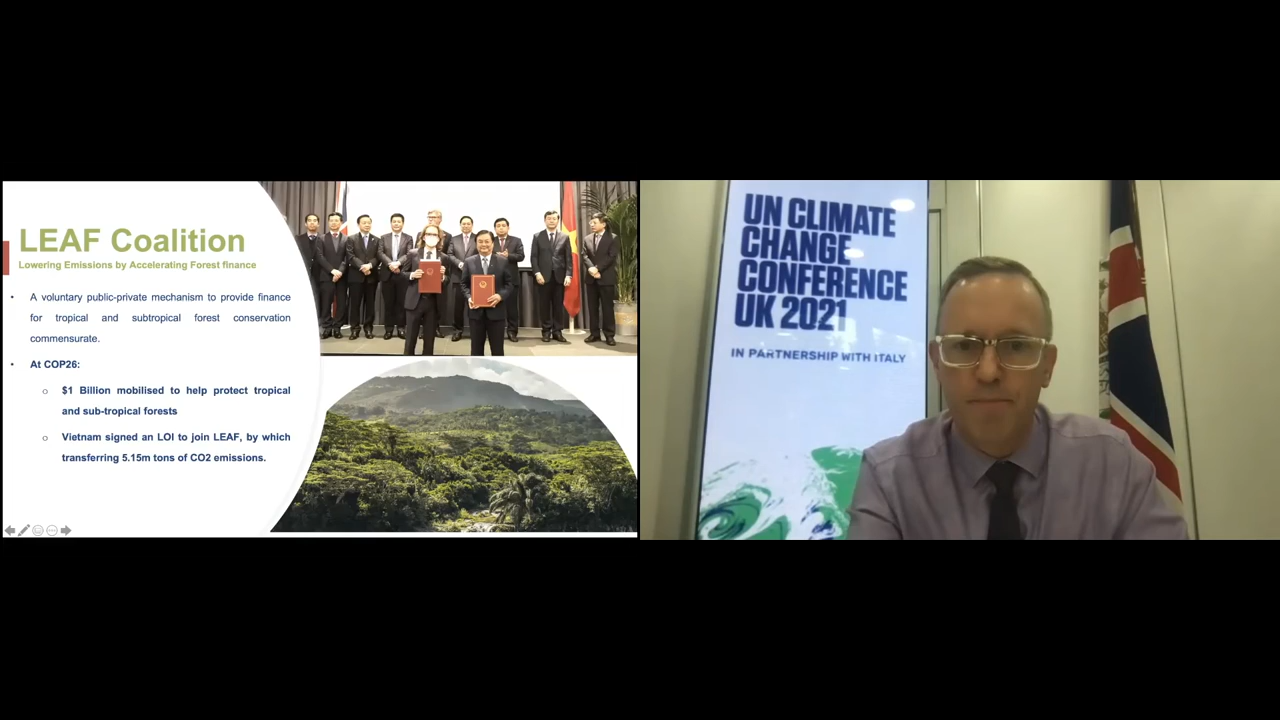 LEAF Coalition
Lowering Emissions by Accelerating Forest finance
• A voluntary public-private mechanism to provide finance
for tropical and subtropical forest conservation
commensurate.
• At COP26:
o $1 Billion mobilised to help protect tropical
and sub-tropical forests
o Vietnam signed an LOI to join LEAF, by which
transferring 5.15m tons of CO2 emissions.
UN CLIMATE
CHANGE
CONFERENCE
UK 2021
IN PARTNERSHIP WITH ITALY